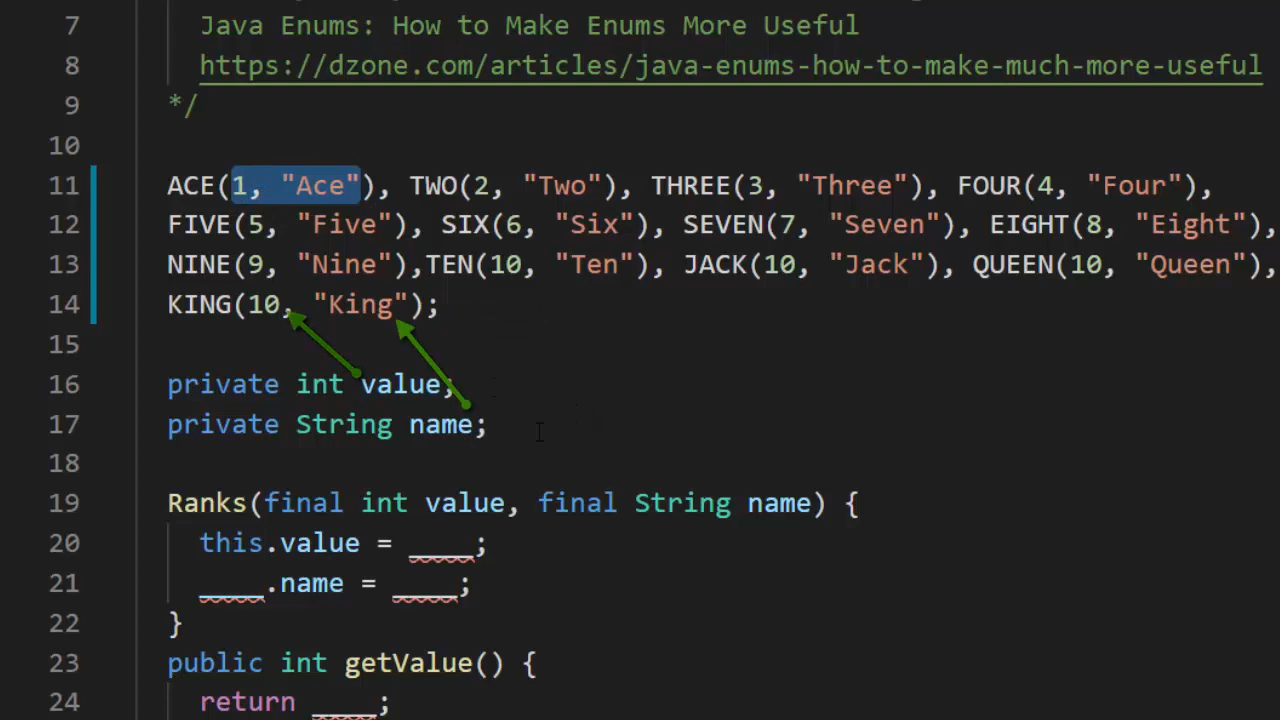 7 Java Enums: How to Make Enums More Useful
8 https://dzone.com/articles/java-enums-how-to-make-much-more-useful
9 */
10
11 ACE(1, "Ace"), TWO(2, "Two"), THREE(3, "Three"), FOUR(4, "Four"),
12 FIVE(5, "Five"), SIX(6, "Six"), SEVEN(7, "Seven"), EIGHT(8, "Eight"),
13 NINE(9, "Nine"),TEN(10, "Ten"), JACK(10, "Jack"), QUEEN(10, "Queen"),
14 KING(10, "King");
15
16 private int value;
17 private String name;
18
19 Ranks(final int value, final String name) {
20 this.value = ____;
21 ____.name = ____;
22 }
23 public int getValue() {
24 return ____;